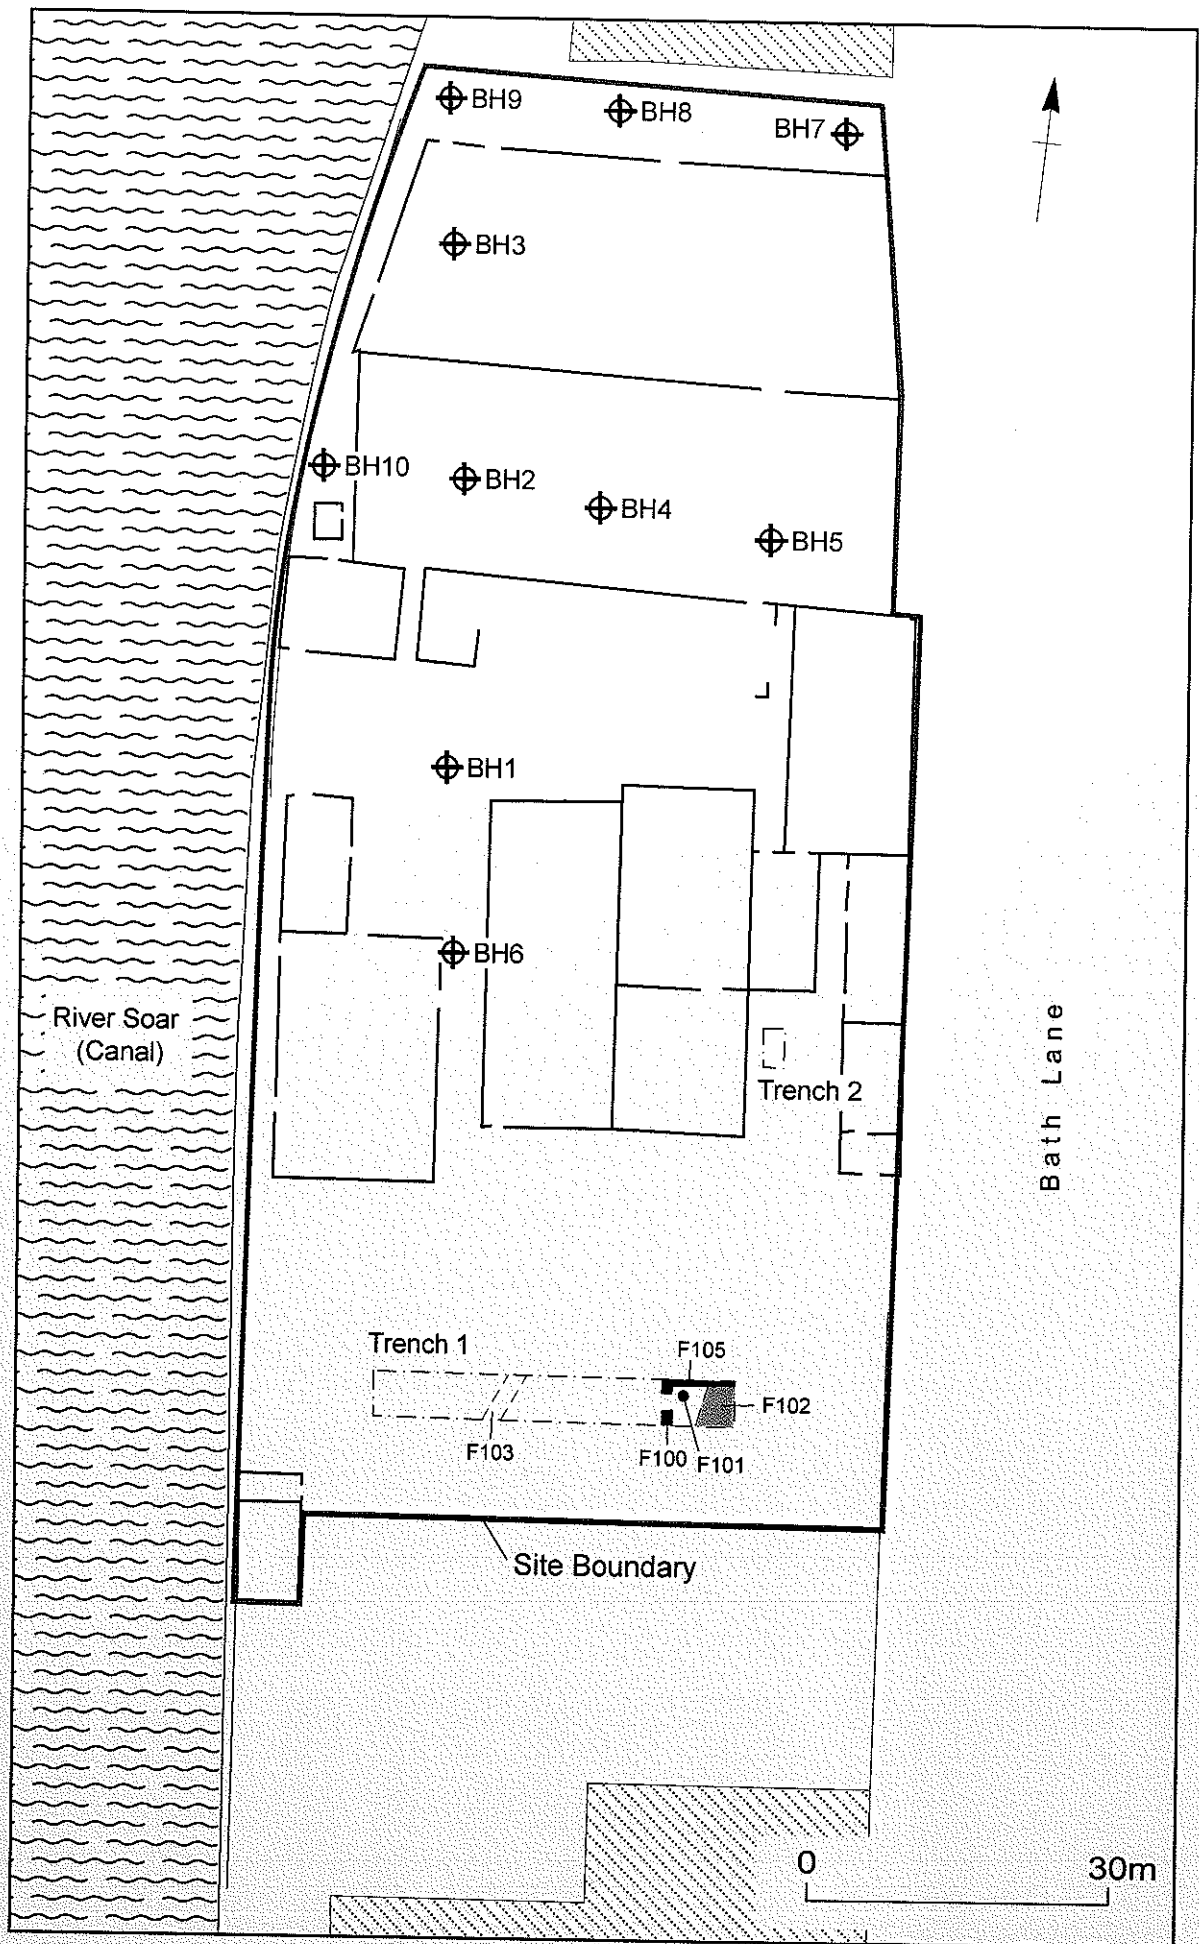 BH9
BH8
BH7
BH3
BH10
BH2
BH4
BH5
BH1
BH6
River Soar
(Canal)
Trench 2
Bath Lane
Trench 1
F105
F102
F103
F100
F101
Site Boundary
0
30m